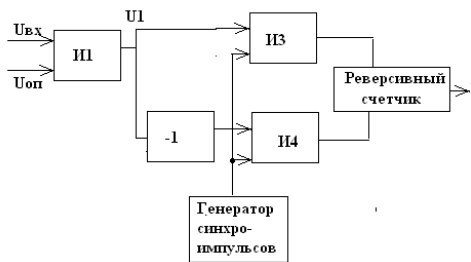 Uвх
Uоп
И1
U1
И3
Реверсивный
счетчик
-1
И4
Генератор
синхро-
импульсов